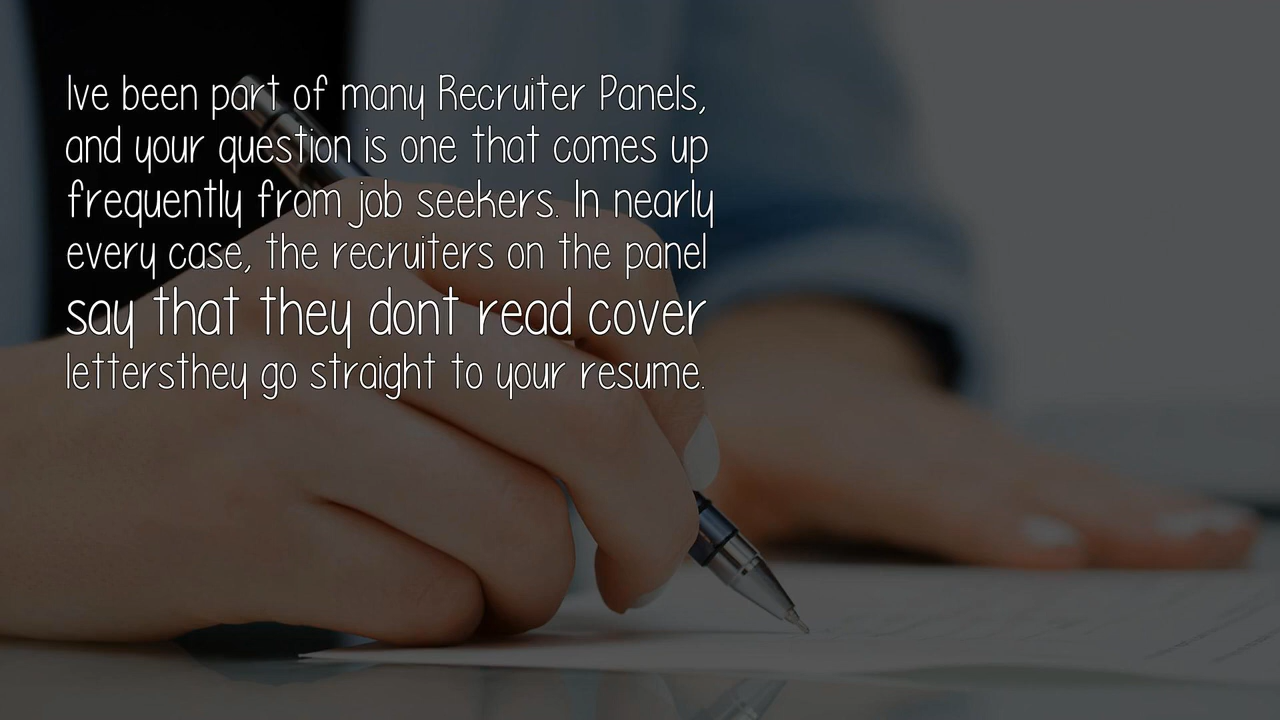 Ive been part of many Recruiter Panels,
and your question is one that comes up
frequently from job seekers. In nearly
every case, the recruiters on the panel
say that they dont read cover
lettersthey go straight to your resume.